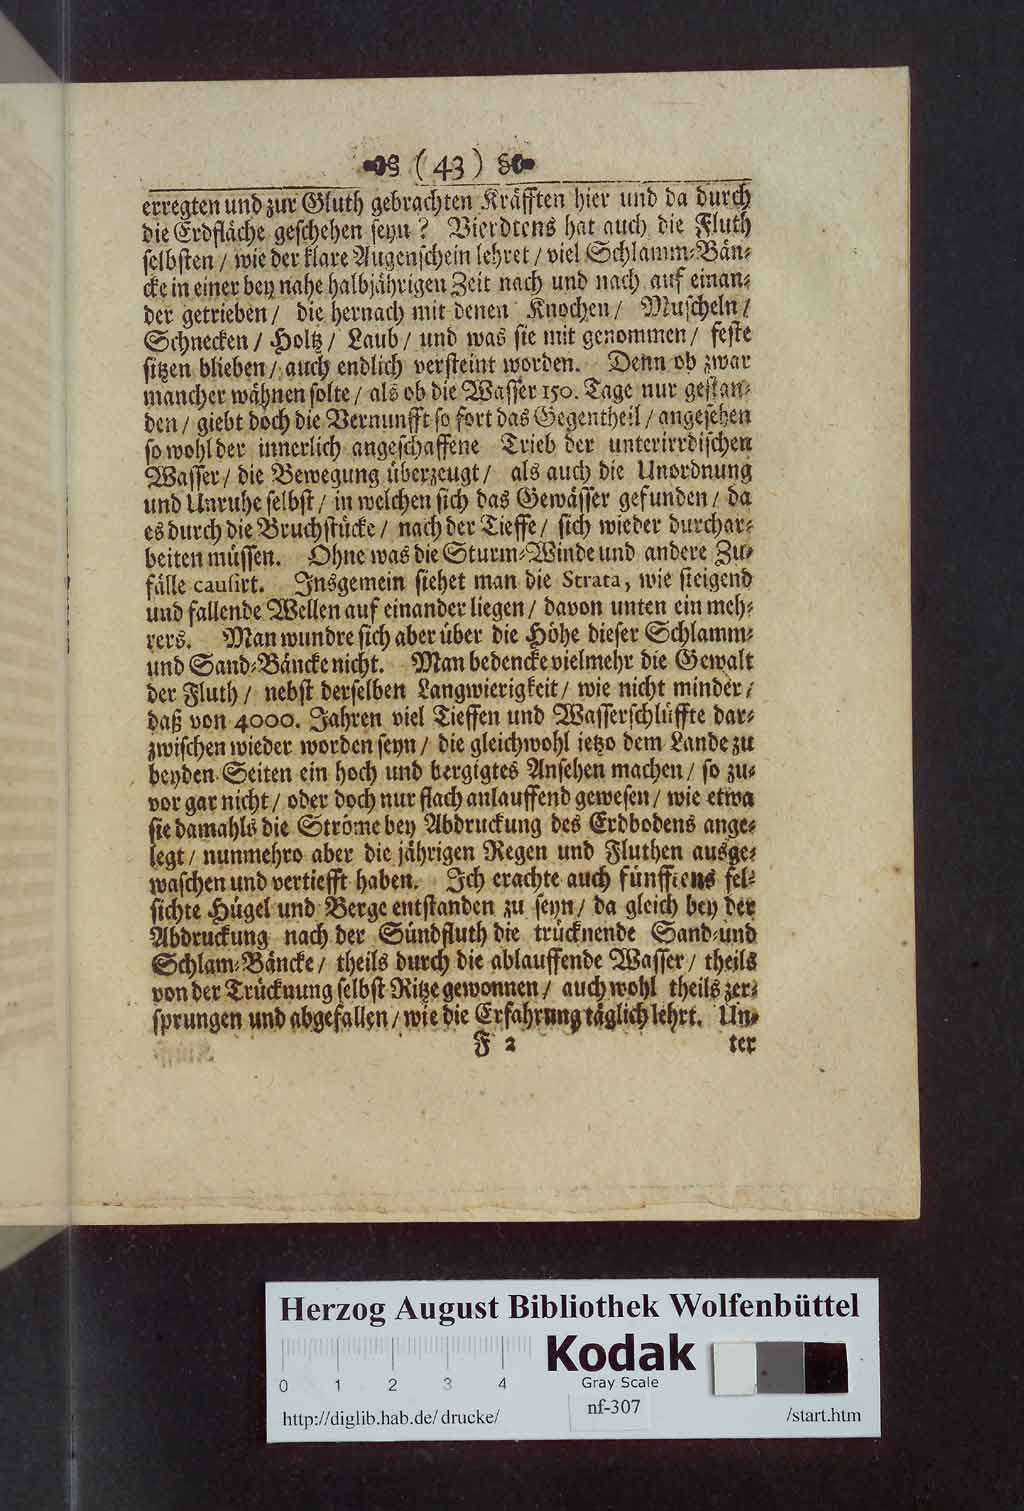 ( 43 )
erregten und zur Gluth gebrachten Kräfften hier und da durch
die Erdfläche geschehen seyn? Vierdtens hat auch die Fluth
selbsten / wie der klare Augenschein lehret / viel Schlamm-Bän-
cke in einer bey nahe halbjährigen Zeit nach und nach auf einan-
der getrieben / die hernach mit denen Knochen / Muscheln /
Schnecken / Holtz / Laub / und was sie mit genommen / feste
sitzen blieben / auch endlich versteint worden. Denn ob zwar
mancher wähnen solte / als ob die Wasser 150. Tage nur gestan-
den / giebt doch die Vernunfft so fort das Gegentheil / angesehen
so wohl der innerlich angeschaffene Trieb der unterirrdischen
Wasser / die Bewegung überzeugt / als auch die Unordnung
und Unruhe selbst / in welchen sich das Gewässer gefunden / da
es durch die Bruchstücke / nach der Tieffe / sich wieder durchar-
beiten müssen. Ohne was die Sturm-Winde und andere Zu-
fälle causirt. Insgemein siehet man die Strata, wie steigend
und fallende Wellen auf einander liegen / davon unten ein meh-
rers. Man wundre sich aber über die Höhe dieser Schlamm-
und Sand-Bäncke nicht. Man bedencke vielmehr die Gewalt
der Fluth / nebst derselben Langwierigkeit / wie nicht minder /
daß von 4000. Jahren viel Tieffen und Wasserschlüffte dar-
zwischen wieder worden seyn / die gleichwohl ietzo dem Lande zu
beyden Seiten ein hoch und bergigtes Ansehen machen / so zu-
vor gar nicht / oder doch nur flach anlauffend gewesen / wie etwa
sie damahls die Ströme bey Abdruckung des Erdbodens ange-
legt / nunmehro aber die jährigen Regen und Fluthen ausge-
waschen und vertiefft haben. Ich erachte auch fünfftens fel-
sichte Hügel und Berge entstanden zu seyn / da gleich bey der
Abdruckung nach der Sündfluth die trücknende Sand-und
Schlam-Bäncke / theils durch die ablauffende Wasser / theils
von der Trücknung selbst Ritze gewonnen / auch wohl theils zer-
sprungen und abgefallen / wie die Erfahrung täglich lehrt. Un-
F 2 ter
Herzog August Bibliothek Wolfenbüttel
Kodak
Gray Scale
0 1 2 3 4
nf-307
http://diglib.hab.de/drucke/ /start.htm